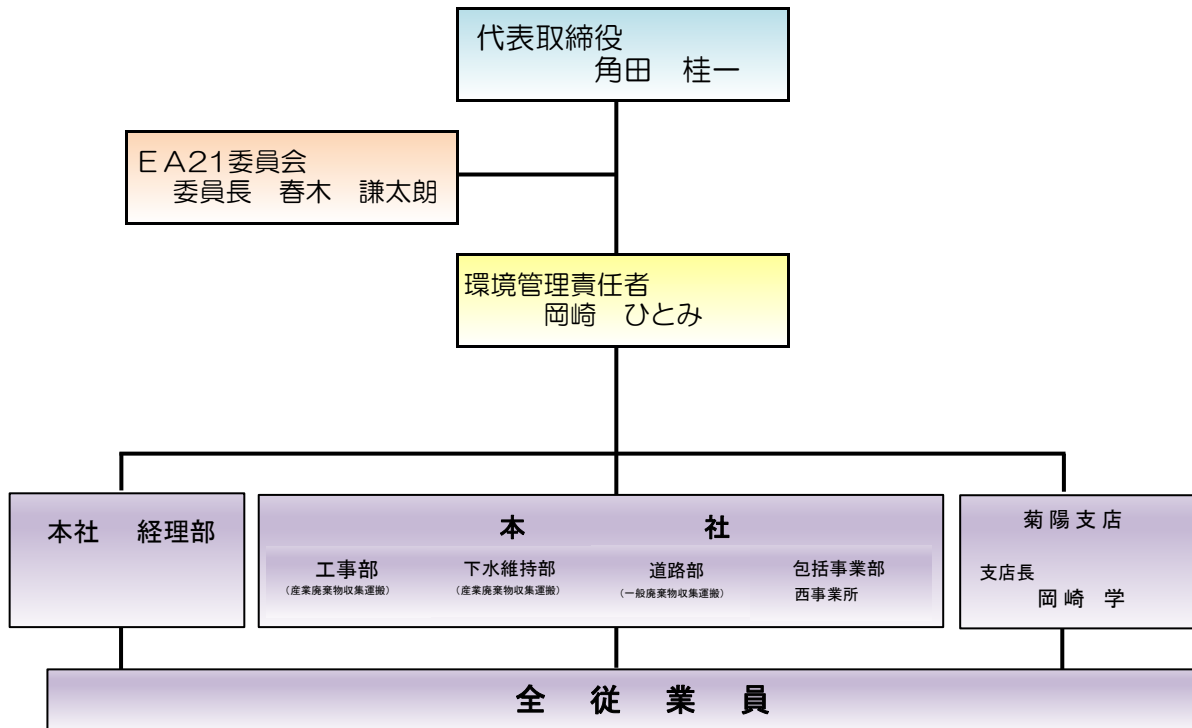 代表取締役
角田 桂一
EA21委員会
委員長 春木 謙太朗
環境管理責任者
岡崎 ひとみ
本社 経理部
本 社
工事部
(産業廃棄物収集運搬)
下水維持部
(産業廃棄物収集運搬)
道路部
(一般廃棄物収集運搬)
包括事業部
西事業所
菊陽支店
支店長
岡崎 学
全従業員